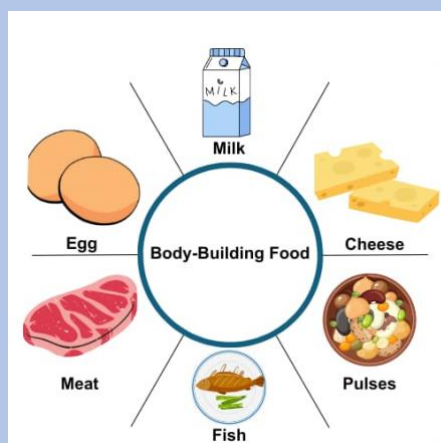 MILK
Milk
Egg
Body-Building Food
Cheese
Meat
Pulses
Fish